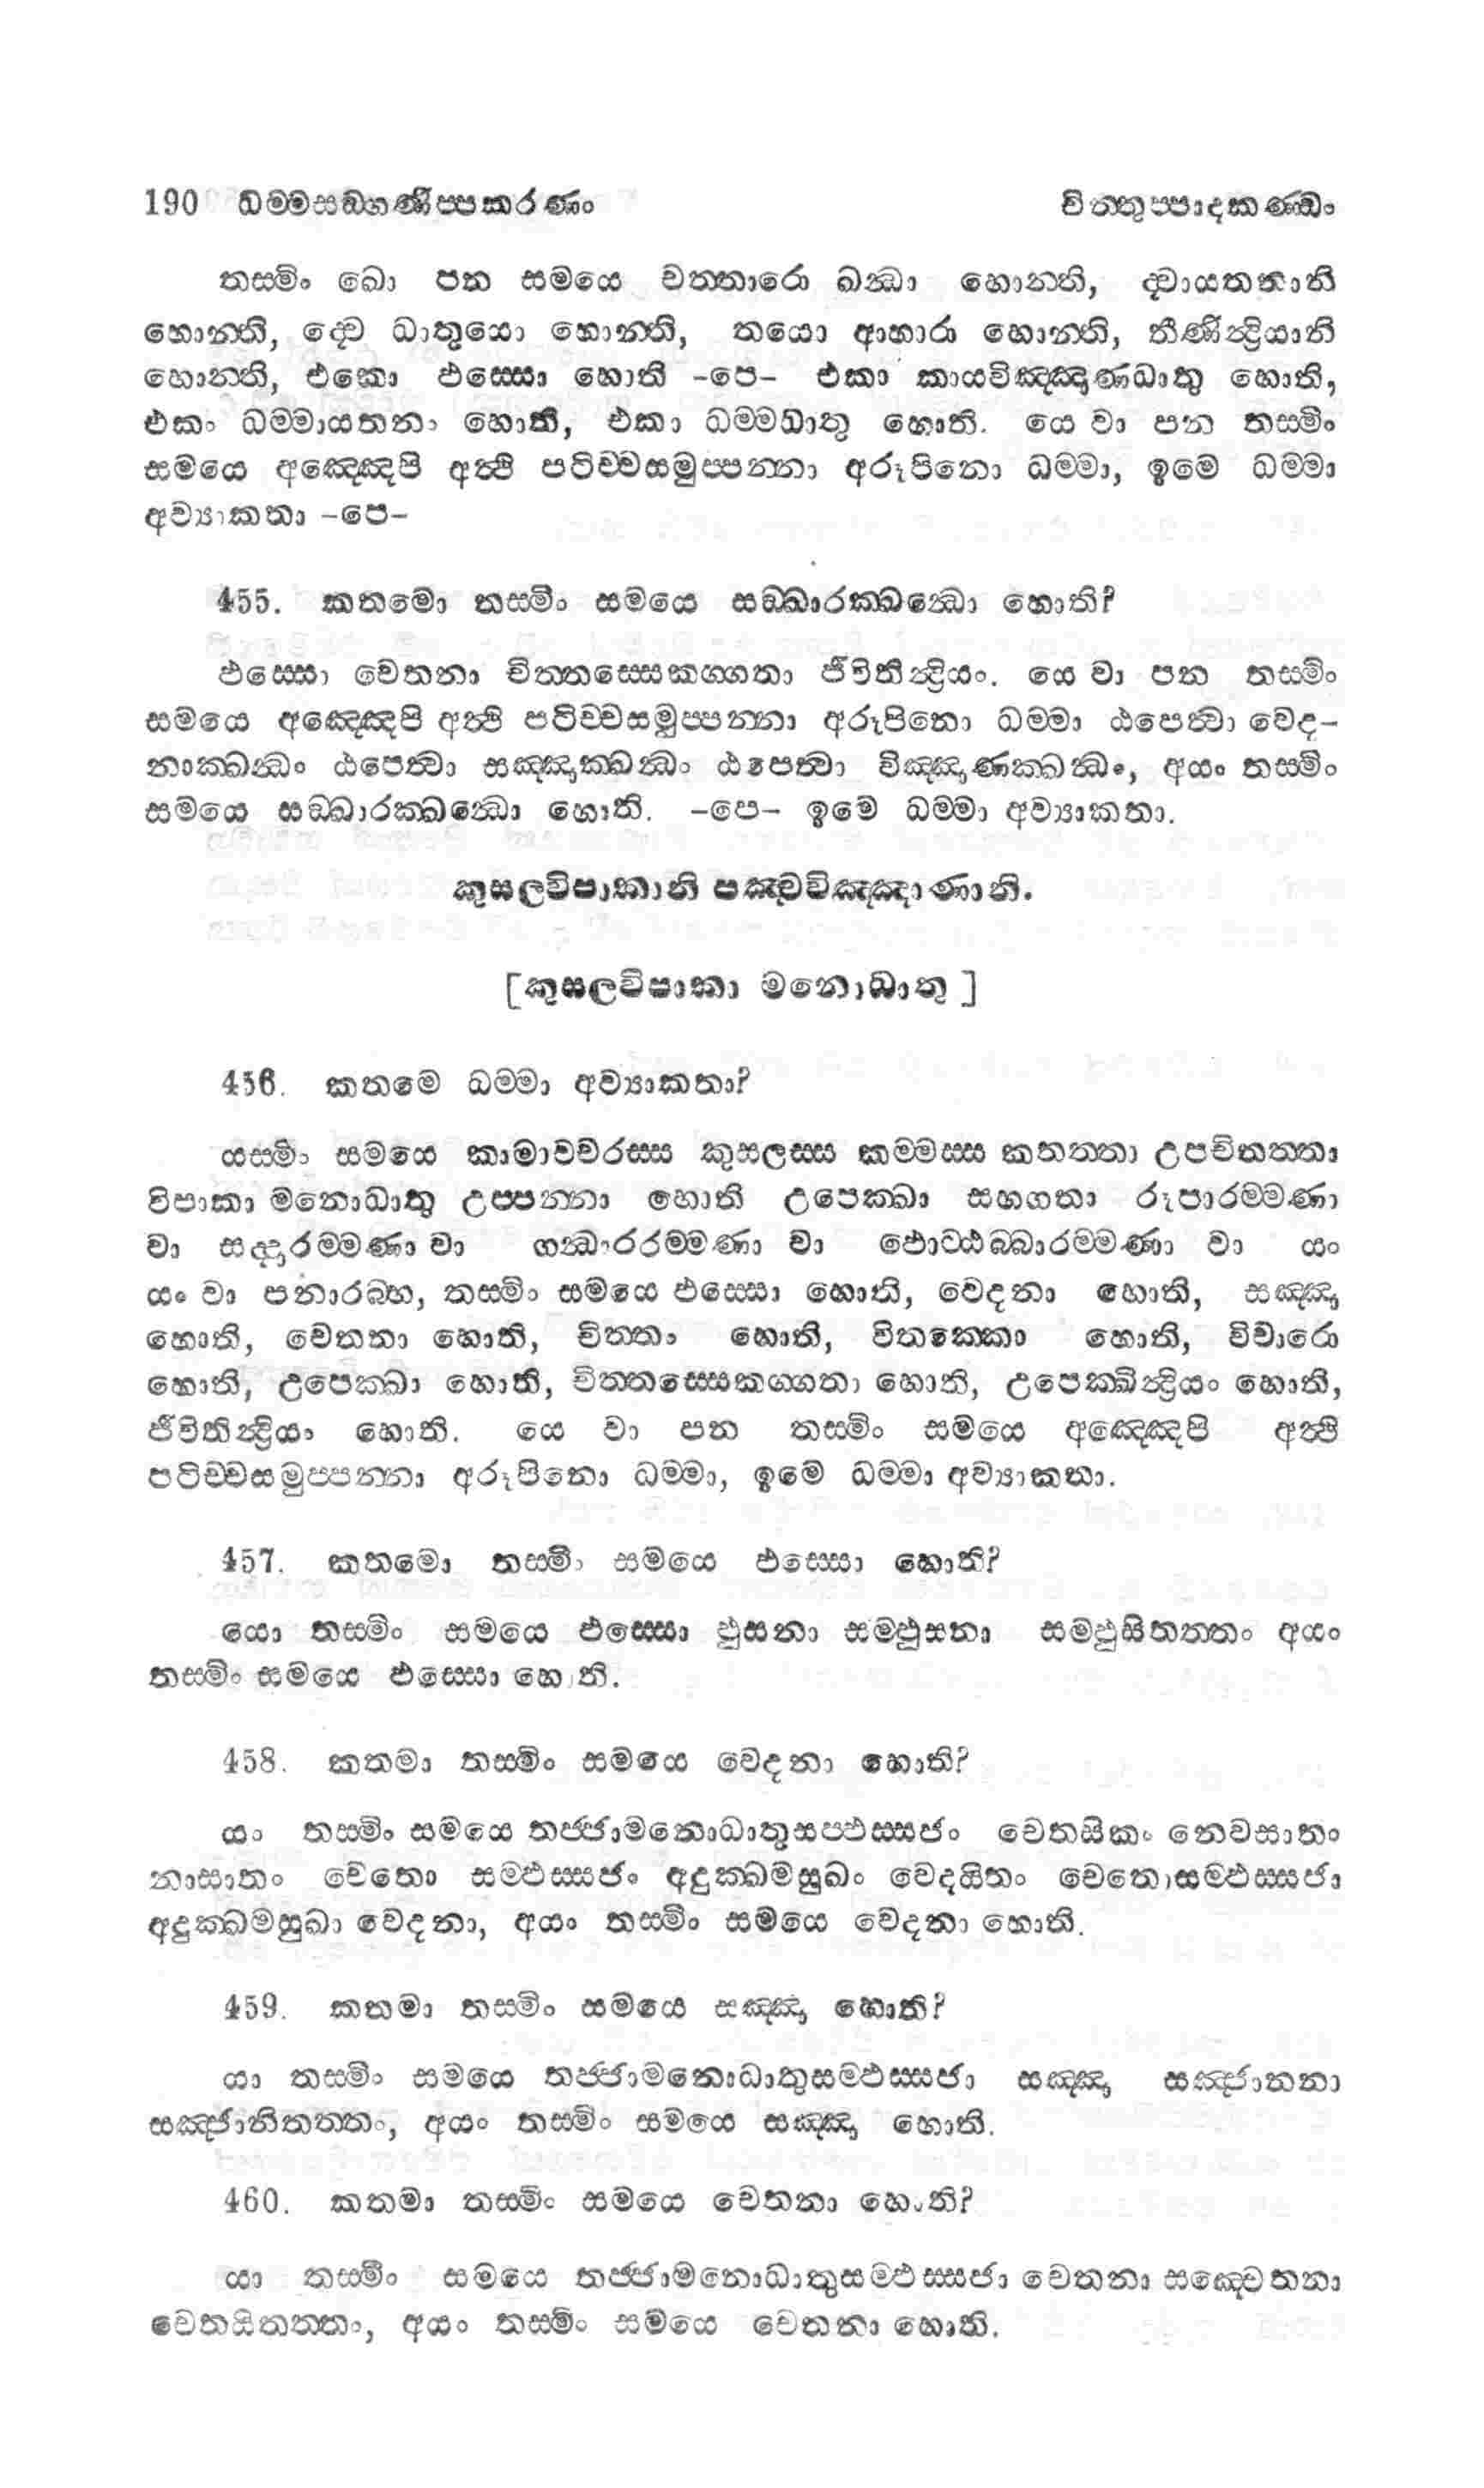 190 ධම්මසඞ්ගණිප්පකරණං චිත්තුප්පාදකණ්ඩං
තස්මිං ඛො පන සමයෙ චත්තාරො ඛන්ධා හොන්ති, ද්වායතනානි
හොන්ති, ද්වෙ ධාතුයො හොන්ති, තයො ආහාරා හොන්ති, තීණින්ද්‍රියානි
හොන්ති, එකො ඵස්සො හොති -පෙ- එකා කායවිඤ්ඤාණධාතු හොති,
එකං ධම්මායතනං හොති, එකා ධම්මධාතු හොති. යෙ වා පන තස්මිං
සමයෙ අඤ්ඤෙපි අත්ථි පටිච්චසමුප්පන්නා අරූපිනො ධම්මා, ඉමෙ ධම්මා
අව්‍යාකතා -පෙ-
455. කතමො තස්මිං සමයෙ සඞ්ඛාරක්ඛන්ධො හොති?
ඵස්සො චෙතනා චිත්තස්සෙකග්ගතා ජීවිතින්ද්‍රියං. යෙ වා පන තස්මිං
සමයෙ අඤ්ඤෙපි අත්ථි පටිච්චසමුප්පන්නා අරූපිනො ධම්මා ඨපෙත්වා වෙද-
නාක්ඛන්ධං ඨපෙත්වා සඤ්ඤාක්ඛන්ධං ඨපෙත්වා විඤ්ඤාණක්ඛන්ධං, අයං තස්මිං
සමයෙ සඞ්ඛාරක්ඛන්ධො හොති. -පෙ- ඉමෙ ධම්මා අව්‍යාකතා.
කුසලවිපාකානි පඤ්චවිඤ්ඤාණානි.
[කුසලවිපාකා මනොධාතු]
456. කතමෙ ධම්මා අව්‍යාකතා?
යස්මිං සමයෙ කාමාවචරස්ස කුසලස්ස කම්මස්ස කතත්තා උපචිතත්තා
විපාකා මනොධාතු උප්පන්නා හොති උපෙක්ඛා සහගතා රූපාරම්මණා
වා සද්දාරම්මණා වා ගන්ධාරරම්මණා වා ඵොට්ඨබ්බාරම්මණා වා යං
යං වා පනාරබ්භ, තස්මිං සමයෙ ඵස්සො හොති, වෙදනා හොති, සඤ්ඤා
හොති, චෙතනා හොති, චිත්තං හොති, විතක්කො හොති, විචාරො
හොති, උපෙක්ඛා හොති, චිත්තස්සෙකග්ගතා හොති, උපෙක්ඛින්ද්‍රියං හොති,
ජීවිතින්ද්‍රියං හොති. යෙ වා පන තස්මිං සමයෙ අඤ්ඤෙපි අත්ථි
පටිච්චසමුප්පන්නා අරූපිනො ධම්මා, ඉමෙ ධම්මා අව්‍යාකතා.
457. කතමො තස්මිං සමයෙ ඵස්සො හොති?
යො තස්මිං සමයෙ ඵස්සො ඵුසනා සම්ඵුසනා සම්ඵුසිතත්තං අයං
තස්මිං සමයෙ ඵස්සො හොති.
458. කතමා තස්මිං සමයෙ වෙදනා හොති?
යං තස්මිං සමයෙ තජ්ජාමනොධාතුසප්ඵස්සජං චෙතසිකං නෙවසාතං
නාසාතං චෙතො සම්ඵස්සජං අදුක්ඛමසුඛං වෙදයිතං චෙතොසම්ඵස්සජා
අදුක්ඛමසුඛා වෙදනා, අයං තස්මිං සමයෙ වෙදනා හොති.
459. කතමා තස්මිං සමයෙ සඤ්ඤා හොති?
යා තස්මිං සමයෙ තජ්ජාමනොධාතුසම්ඵස්සජා සඤ්ඤා සඤ්ජානනා
සඤ්ජානිතත්තං, අයං තස්මිං සමයෙ සඤ්ඤා හොති.
460. කතමා තස්මිං සමයෙ චෙතනා හොති?
යා තස්මිං සමයෙ තජ්ජාමනොධාතුසම්ඵස්සජා චෙතනා සඤ්චෙතනා
චෙතයිතත්තං, අයං තස්මිං සමයෙ චෙතනා හොති.